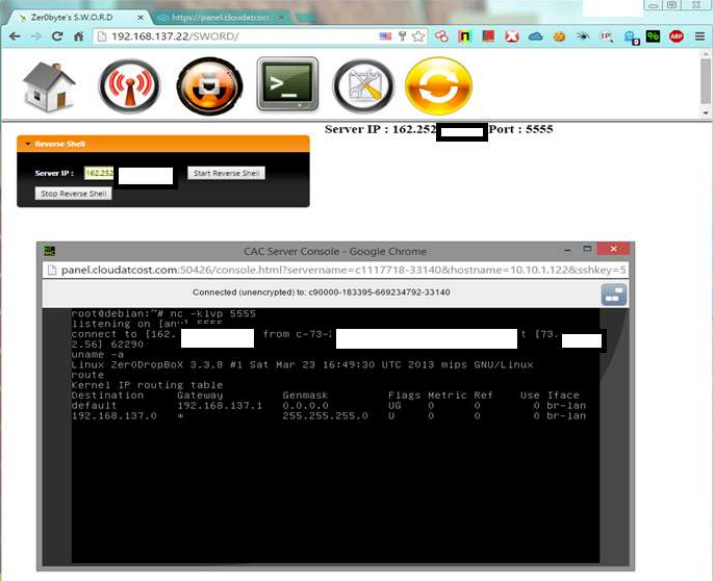 Zer0byte's S.W.O.R.D
https://panel.cloudatcost
192.168.137.22/SWORD/
Server IP : 162.252 Port : 5555
Reverse Shell
Server IP : 162.252 Start Reverse Shell
Stop Reverse Shell
CAC Server Console - Google Chrome
panel.cloudatcost.com:50426/console.html?servername=c1117718-33140&hostname=10.10.1.122&sshkey=5
Connected (unencrypted) to: c90000-183395-669234792-33140
root@debian:~# nc -klvp 5555
listening on [any] 5555
connect to [162. from c-73- t [73.
2.56] 62290
uname -a
Linux Zer0DropBoX 3.3.8 #1 Sat Mar 23 16:49:30 UTC 2013 mips GNU/Linux
route
Kernel IP routing table
Destination Gateway Genmask Flags Metric Ref Use Iface
default 192.168.137.1 0.0.0.0 UG 0 0 0 br-lan
192.168.137.0 * 255.255.255.0 U 0 0 0 br-lan